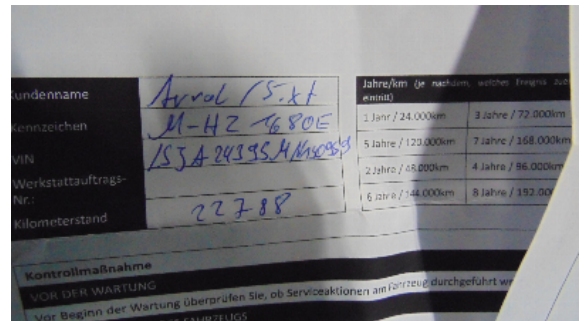 Kundenname Arval / Sixt
Kennzeichen M-HZ 1680E
VIN
Werkstattauftrags-
Nr.:
Kilometerstand 22788
Jahre/km (je nachdem, welches Ereignis zuerst
eintritt)
1 Jahr / 24.000km 3 Jahre / 72.000km
5 Jahre / 120.000km 7 Jahre / 168.000km
2 Jahre / 48.000km 4 Jahre / 96.000km
6 Jahre / 144.000km 8 Jahre / 192.00
Kontrollmaßnahme
VOR DER WARTUNG
Vor Beginn der Wartung überprüfen Sie, ob Serviceaktionen am Fahrzeug durchgeführt we
FAHRZEUGS